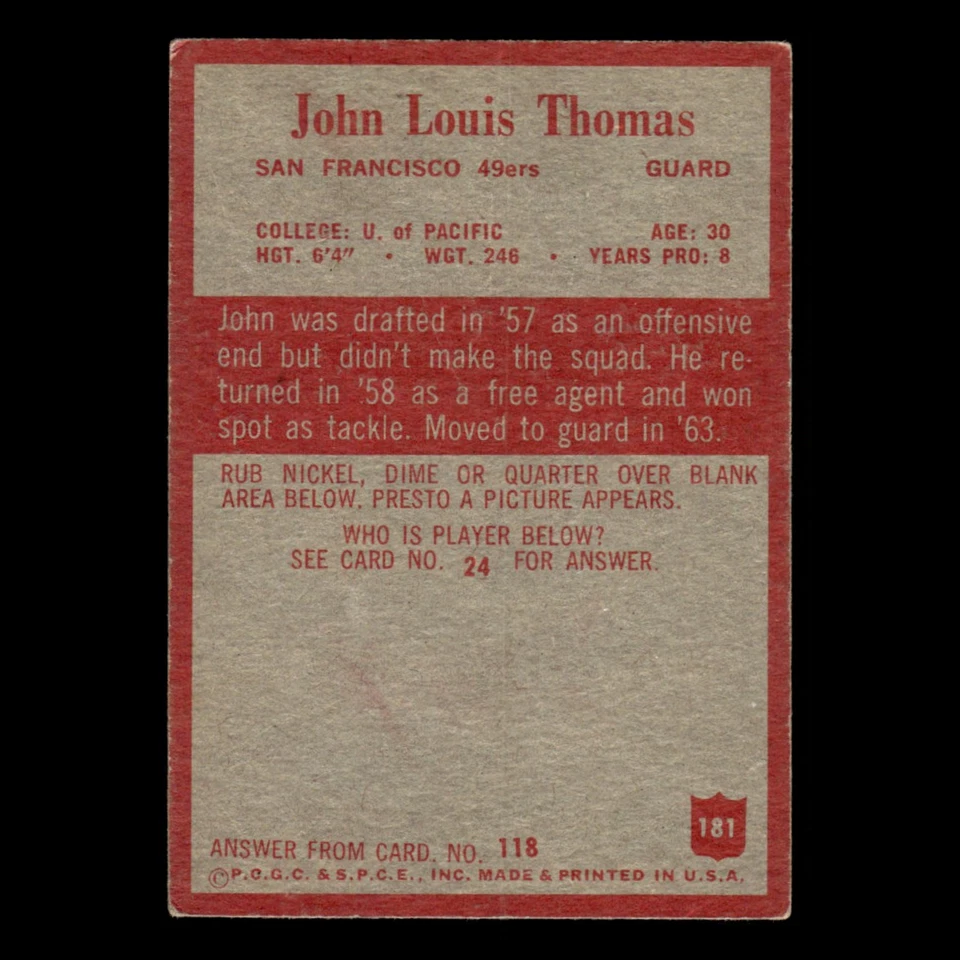 John Louis Thomas
SAN FRANCISCO 49ers GUARD
COLLEGE: U. of PACIFIC AGE: 30
HGT. 6'4" • WGT. 246 • YEARS PRO: 8
John was drafted in '57 as an offensive
end but didn't make the squad. He re-
turned in '58 as a free agent and won
spot as tackle. Moved to guard in '63.
RUB NICKEL, DIME OR QUARTER OVER BLANK
AREA BELOW. PRESTO A PICTURE APPEARS.
WHO IS PLAYER BELOW?
SEE CARD NO. 24 FOR ANSWER.
181
ANSWER FROM CARD. NO. 118
©P.C.G.C. & S.P.C.E., INC. MADE & PRINTED IN U.S.A.